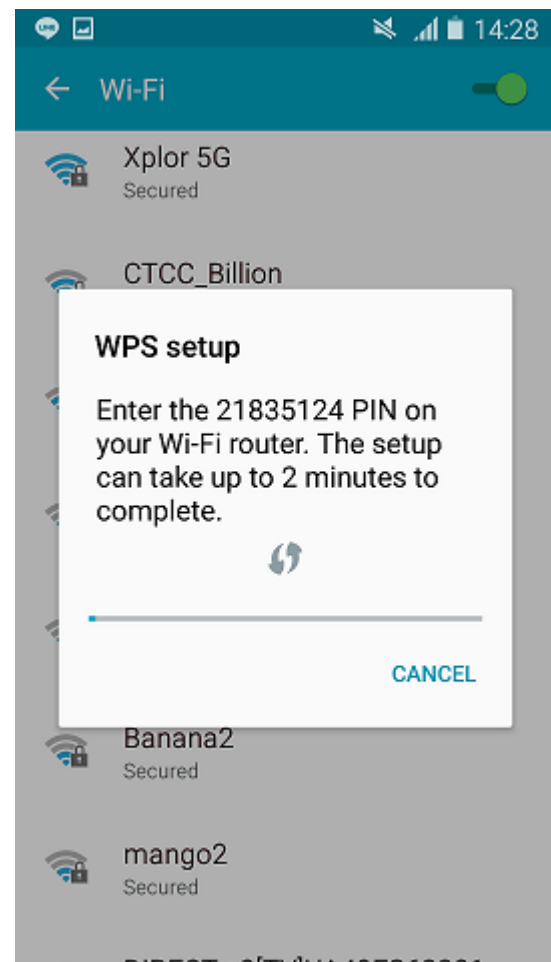 LINE 14:28
Wi-Fi
Xplor 5G
Secured
CTCC_Billion
WPS setup
Enter the 21835124 PIN on
your Wi-Fi router. The setup
can take up to 2 minutes to
complete.
CANCEL
Banana2
Secured
mango2
Secured